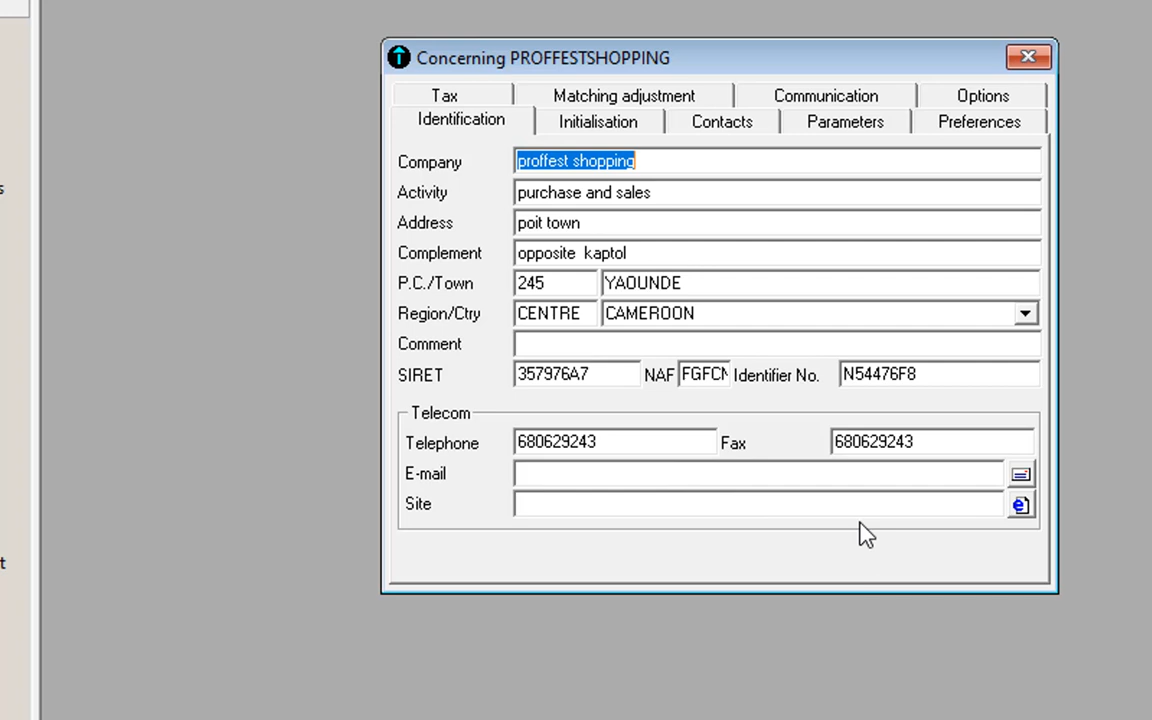 Concerning PROFFESTSHOPPING
Tax Matching adjustment Communication Options
Identification Initialisation Contacts Parameters Preferences
Company proffest shopping
Activity purchase and sales
Address poit town
Complement opposite kaptol
P.C./Town 245 YAOUNDE
Region/Ctry CENTRE CAMEROON
Comment
SIRET 357976A7 NAF FGFCN Identifier No. N54476F8
Telecom
Telephone 680629243 Fax 680629243
E-mail
Site
s
t